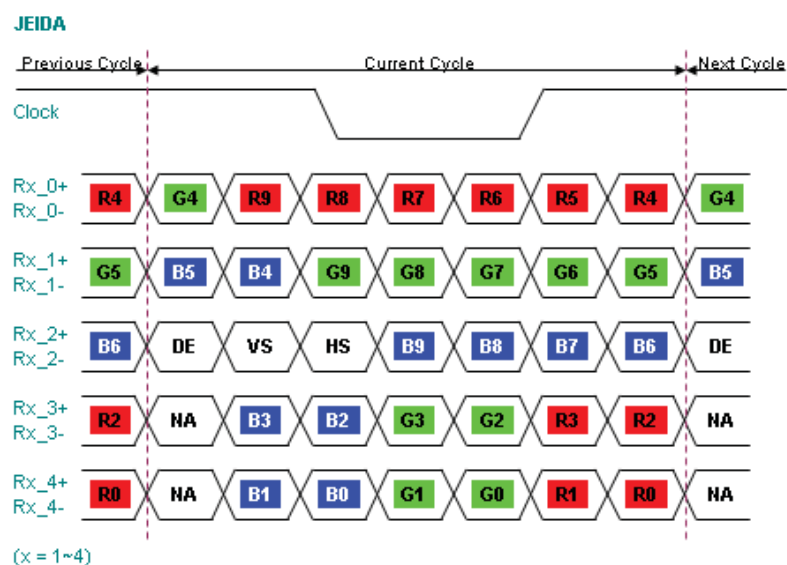 JEIDA
Previous Cycle Current Cycle Next Cycle
Clock
Rx_0+
Rx_0-
R4 G4 R9 R8 R7 R6 R5 R4 G4
Rx_1+
Rx_1-
G5 B5 B4 G9 G8 G7 G6 G5 B5
Rx_2+
Rx_2-
B6 DE VS HS B9 B8 B7 B6 DE
Rx_3+
Rx_3-
R2 NA B3 B2 G3 G2 R3 R2 NA
Rx_4+
Rx_4-
R0 NA B1 B0 G1 G0 R1 R0 NA
(x = 1~4)